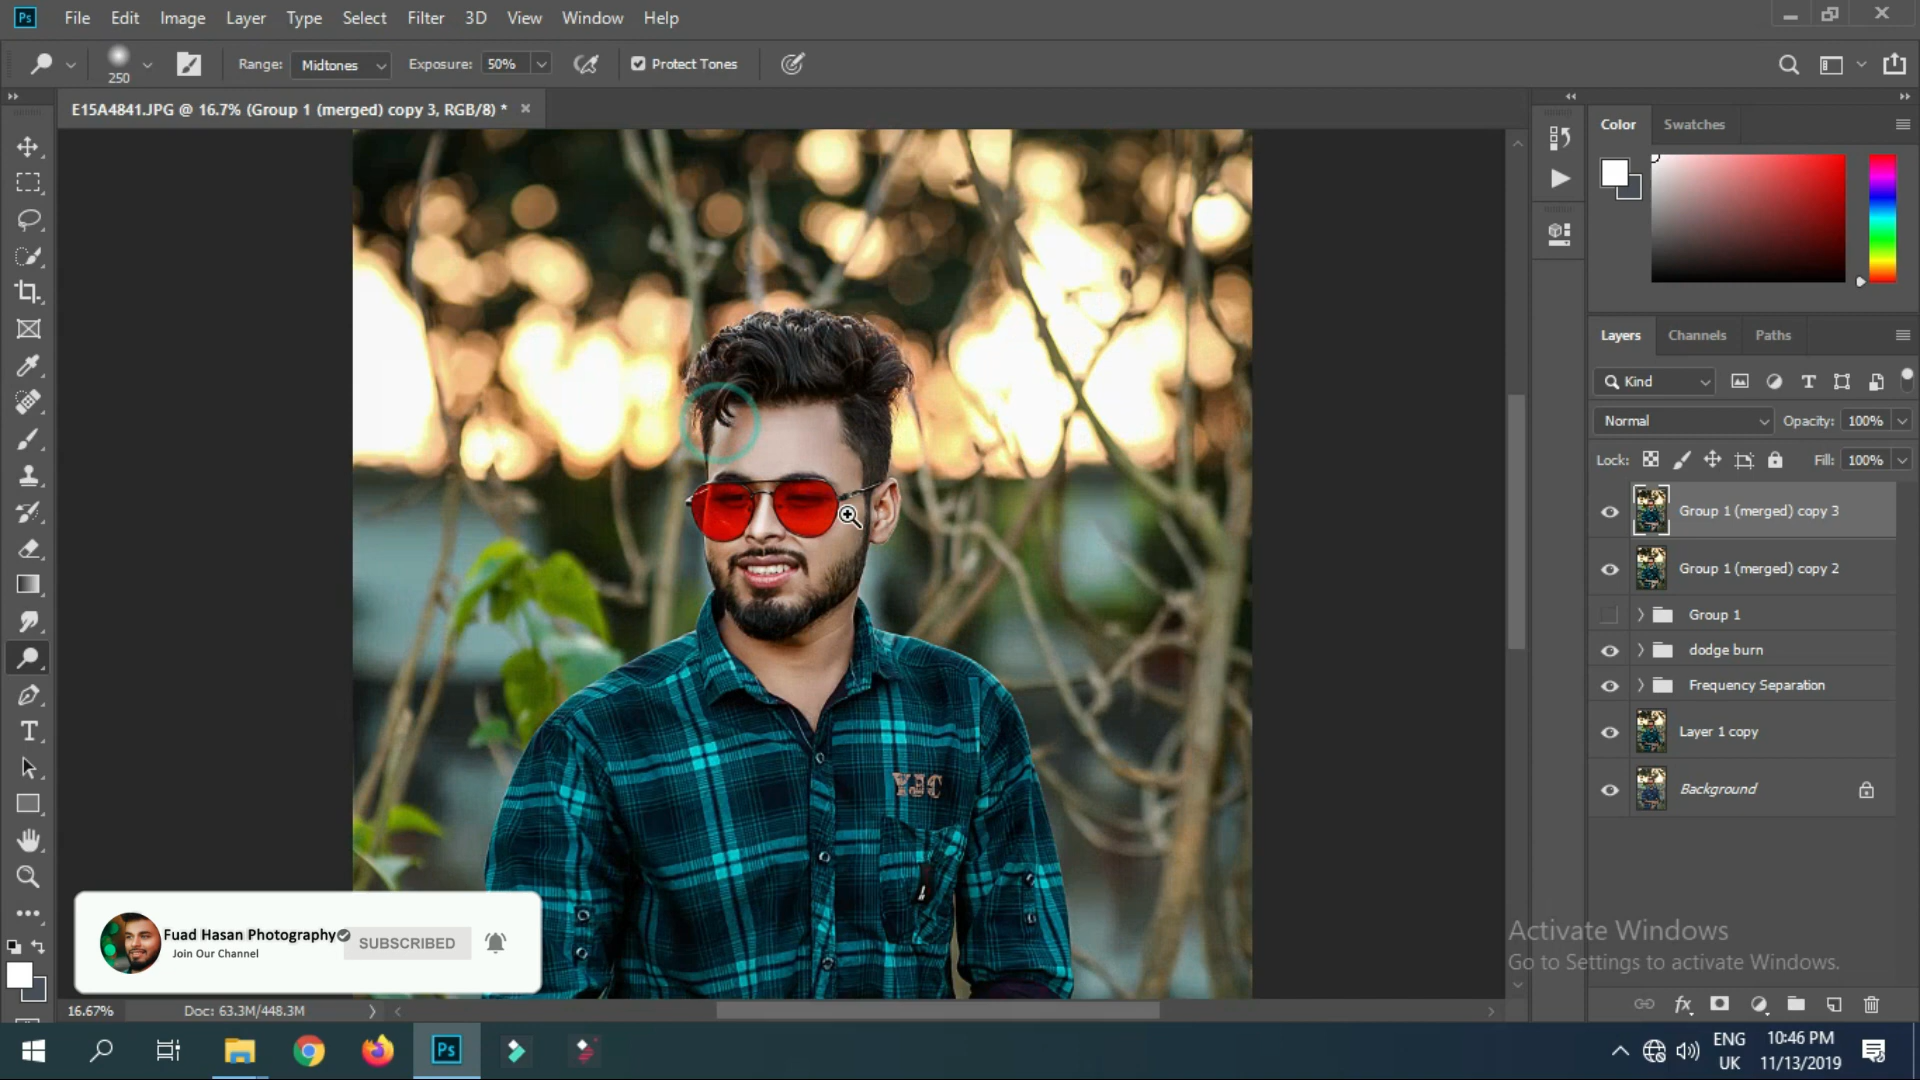 Ps File Edit Image Layer Type Select Filter 3D View Window Help
250 Range: Midtones Exposure: 50% Protect Tones
E15A4841.JPG @ 16.7% (Group 1 (merged) copy 3, RGB/8) * ×
Color Swatches
Layers Channels Paths
Kind
Normal Opacity: 100%
Lock: Fill: 100%
Group 1 (merged) copy 3
Group 1 (merged) copy 2
Group 1
dodge burn
Frequency Separation
Layer 1 copy
Background
YJC
Fuad Hasan Photography
Join Our Channel
SUBSCRIBED
Activate Windows
Go to Settings to activate Windows.
16.67% Doc: 63.3M/448.3M
Ps
ENG 10:46 PM
UK 11/13/2019